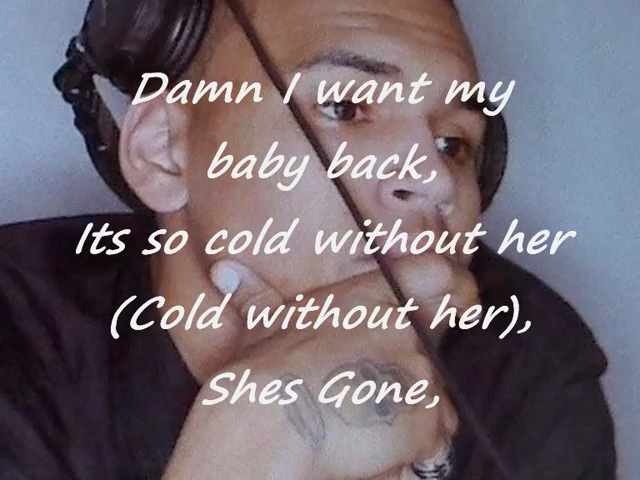 Damn I want my
baby back,
Its so cold without her
(Cold without her),
Shes Gone,